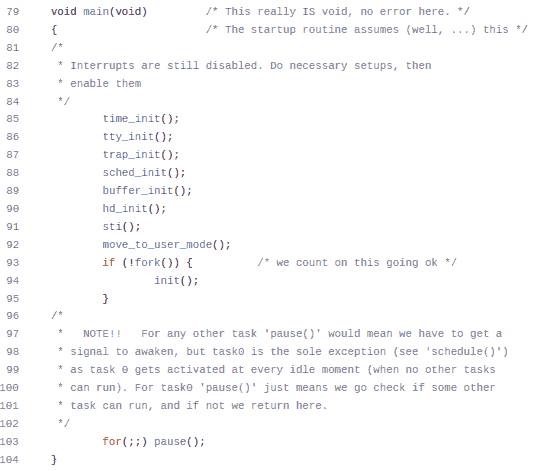 79 void main(void) /* This really IS void, no error here. */
80 { /* The startup routine assumes (well, ...) this */
81 /*
82 * Interrupts are still disabled. Do necessary setups, then
83 * enable them
84 */
85 time_init();
86 tty_init();
87 trap_init();
88 sched_init();
89 buffer_init();
90 hd_init();
91 sti();
92 move_to_user_mode();
93 if (!fork()) { /* we count on this going ok */
94 init();
95 }
96 /*
97 * NOTE!! For any other task 'pause()' would mean we have to get a
98 * signal to awaken, but task0 is the sole exception (see 'schedule()')
99 * as task 0 gets activated at every idle moment (when no other tasks
100 * can run). For task0 'pause()' just means we go check if some other
101 * task can run, and if not we return here.
102 */
103 for(;;) pause();
104 }